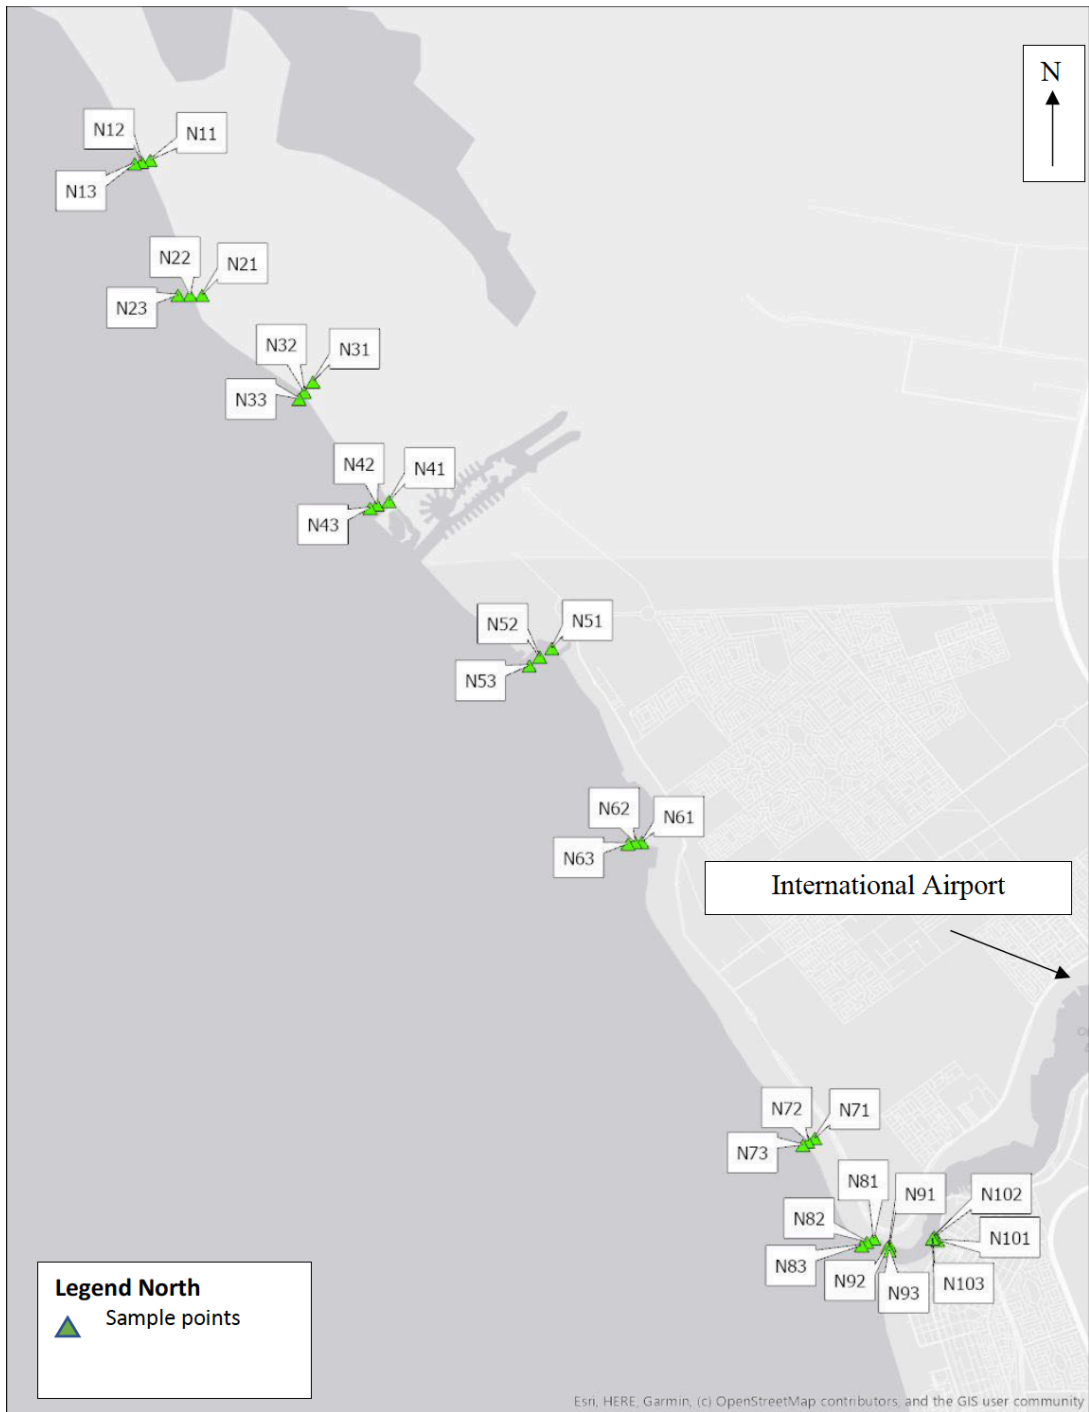 N
N12
N11
N13
N22
N21
N23
N32
N31
N33
N42
N41
N43
N52
N51
N53
N62
N61
N63
International Airport
N72
N71
N73
N81
N91
N102
N82
N101
N83
N92
N93
N103
Legend North
Sample points
Esri, HERE, Garmin, (c) OpenStreetMap contributors, and the GIS user community